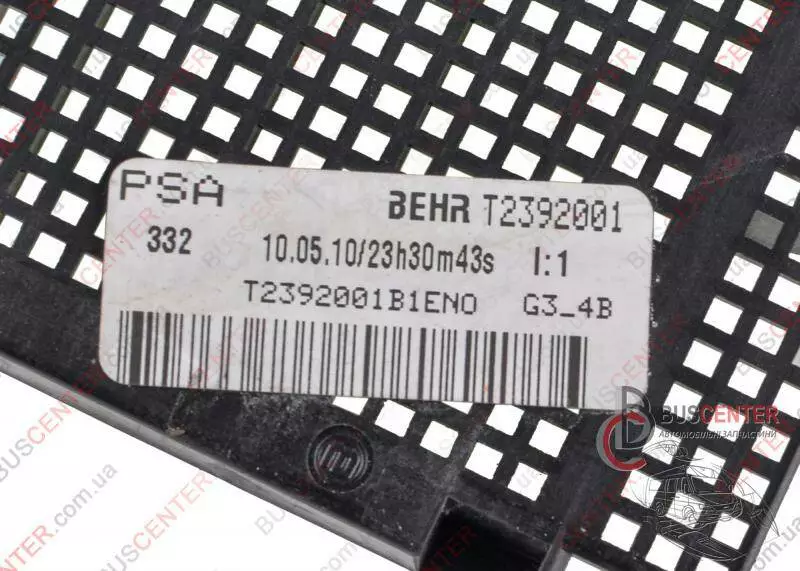 PSA
BEHR T2392001
332 10.05.10/23h30m43s I:1
T2392001B1ENO G3_4B
BUSCENTER
АВТОМОБІЛЬНІ ЗАПЧАСТИНИ
BUSCENTER.com.ua